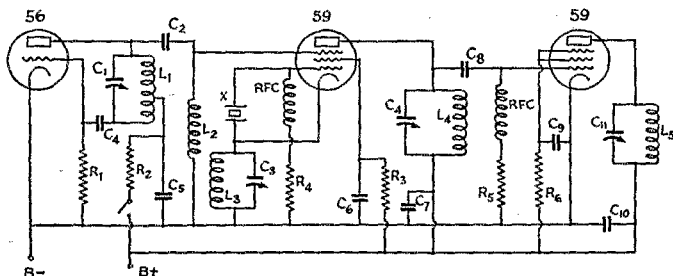 56
59
59
C2
C8
C1
L1
X
RFC
C4
L4
RFC
C9
C11
L5
C4
L2
R1
R2
C5
L3
C3
R4
C6
R3
C7
R5
R6
C10
B-
B+